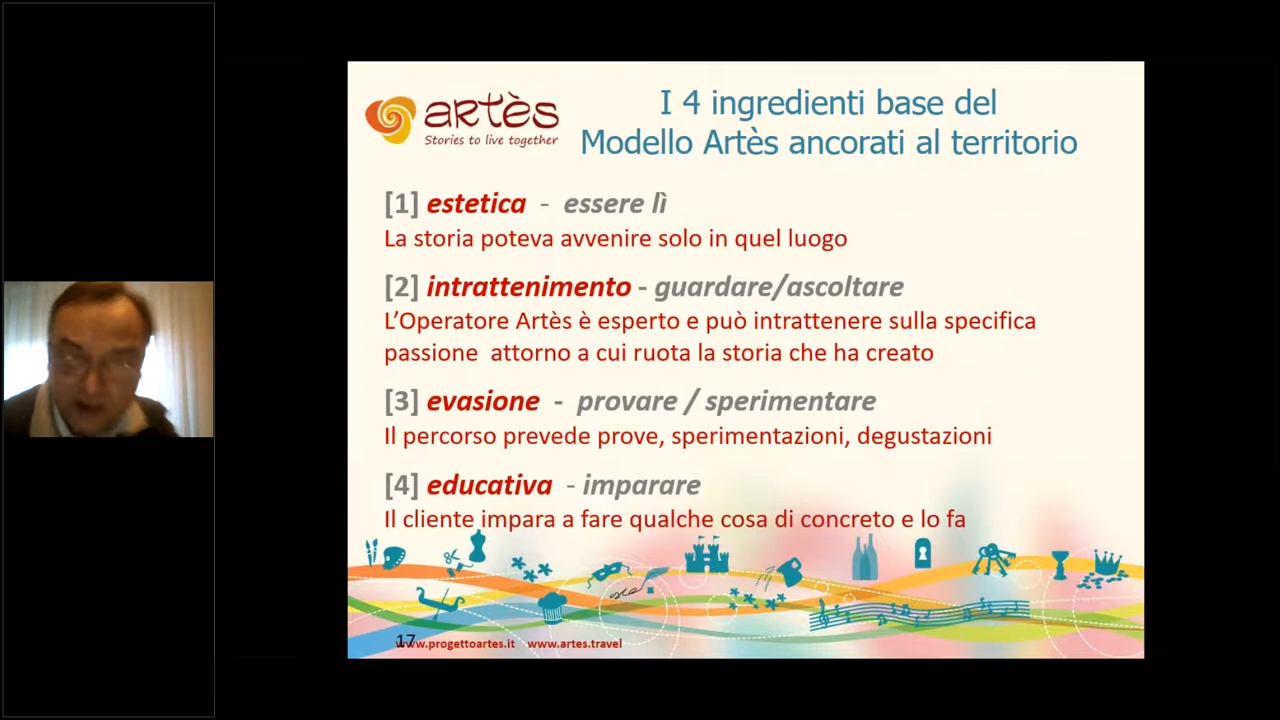 artès
Stories to live together
I 4 ingredienti base del
Modello Artès ancorati al territorio
[1] estetica - essere lì
La storia poteva avvenire solo in quel luogo
[2] intrattenimento - guardare/ascoltare
L’Operatore Artès è esperto e può intrattenere sulla specifica
passione attorno a cui ruota la storia che ha creato
[3] evasione - provare / sperimentare
Il percorso prevede prove, sperimentazioni, degustazioni
[4] educativa - imparare
Il cliente impara a fare qualche cosa di concreto e lo fa
17
www.progettoartes.it www.artes.travel